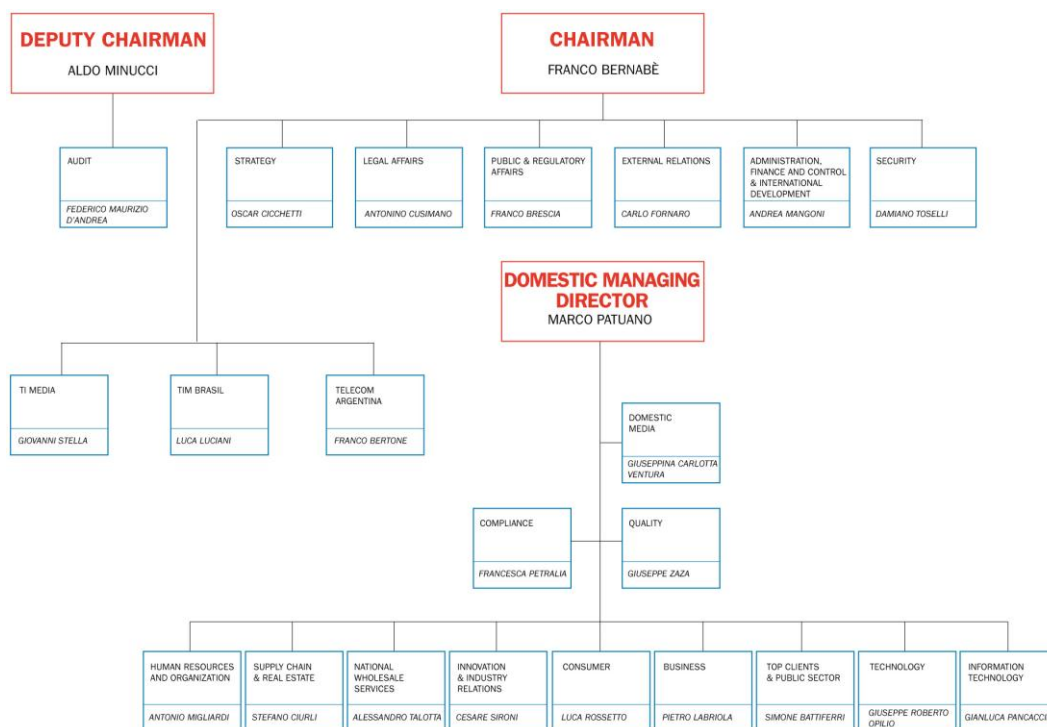 DEPUTY CHAIRMAN
ALDO MINUCCI
CHAIRMAN
FRANCO BERNABÈ
AUDIT
FEDERICO MAURIZIO
D'ANDREA
STRATEGY
OSCAR CICCHETTI
LEGAL AFFAIRS
ANTONINO CUSIMANO
PUBLIC & REGULATORY
AFFAIRS
FRANCO BRESCIA
EXTERNAL RELATIONS
CARLO FORNARO
ADMINISTRATION,
FINANCE AND CONTROL
& INTERNATIONAL
DEVELOPMENT
ANDREA MANGONI
SECURITY
DAMIANO TOSELLI
DOMESTIC MANAGING
DIRECTOR
MARCO PATUANO
TI MEDIA
GIOVANNI STELLA
TIM BRASIL
LUCA LUCIANI
TELECOM
ARGENTINA
FRANCO BERTONE
DOMESTIC
MEDIA
GIUSEPPINA CARLOTTA
VENTURA
COMPLIANCE
FRANCESCA PETRALIA
QUALITY
GIUSEPPE ZAZA
HUMAN RESOURCES
AND ORGANIZATION
ANTONIO MIGLIARDI
SUPPLY CHAIN
& REAL ESTATE
STEFANO CIURLI
NATIONAL
WHOLESALE
SERVICES
ALESSANDRO TALOTTA
INNOVATION
& INDUSTRY
RELATIONS
CESARE SIRONI
CONSUMER
LUCA ROSSETTO
BUSINESS
PIETRO LABRIOLA
TOP CLIENTS
& PUBLIC SECTOR
SIMONE BATTIFERRI
TECHNOLOGY
GIUSEPPE ROBERTO
OPILIO
INFORMATION
TECHNOLOGY
GIANLUCA PANCACCINI